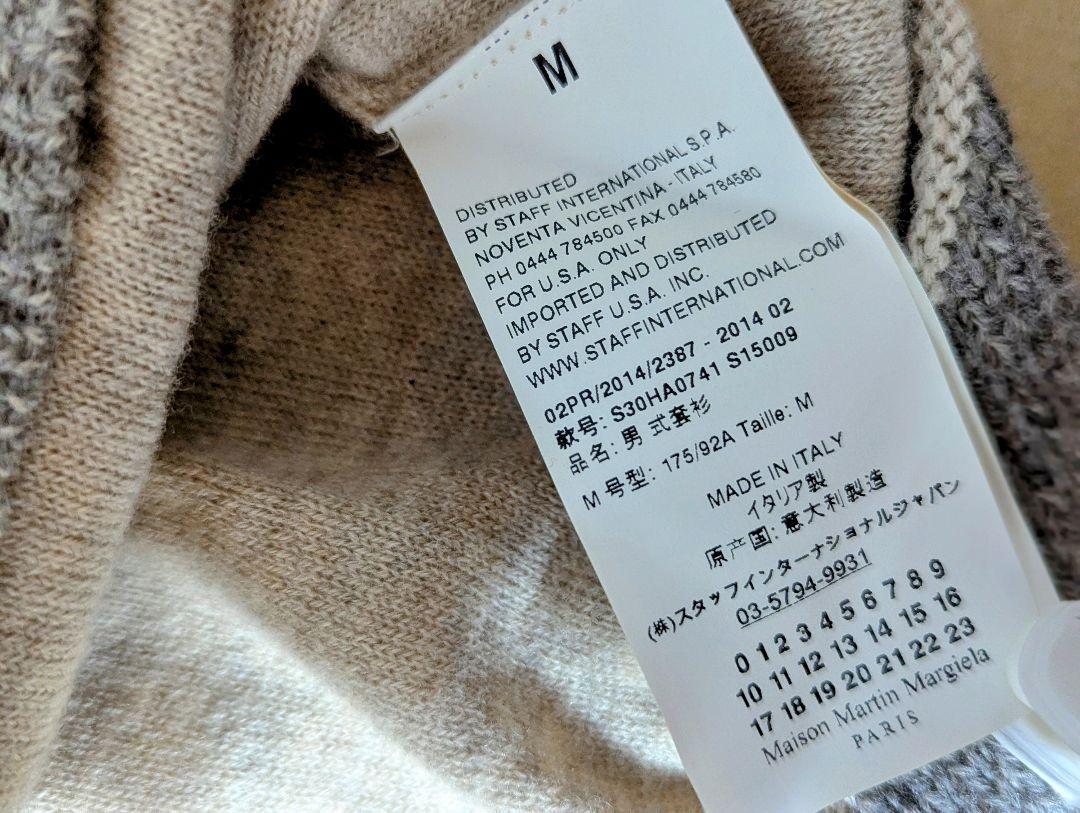 M
DISTRIBUTED
BY STAFF INTERNATIONAL S.P.A.
NOVENTA VICENTINA - ITALY
PH 0444 784500 FAX 0444 784580
FOR U.S.A. ONLY
IMPORTED AND DISTRIBUTED
BY STAFF U.S.A. INC.
WWW.STAFFINTERNATIONAL.COM
02PR/2014/2387 - 2014 02
款号: S30HA0741 S15009
品名: 男式套衫
M 号型: 175/92A Taille: M
MADE IN ITALY
イタリア製
原产国: 意大利製造
(株)スタッフインターナショナルジャパン
03-5794-9931
0 1 2 3 4 5 6 7 8 9
10 11 12 13 14 15 16
17 18 19 20 21 22 23
Maison Martin Margiela
PARIS